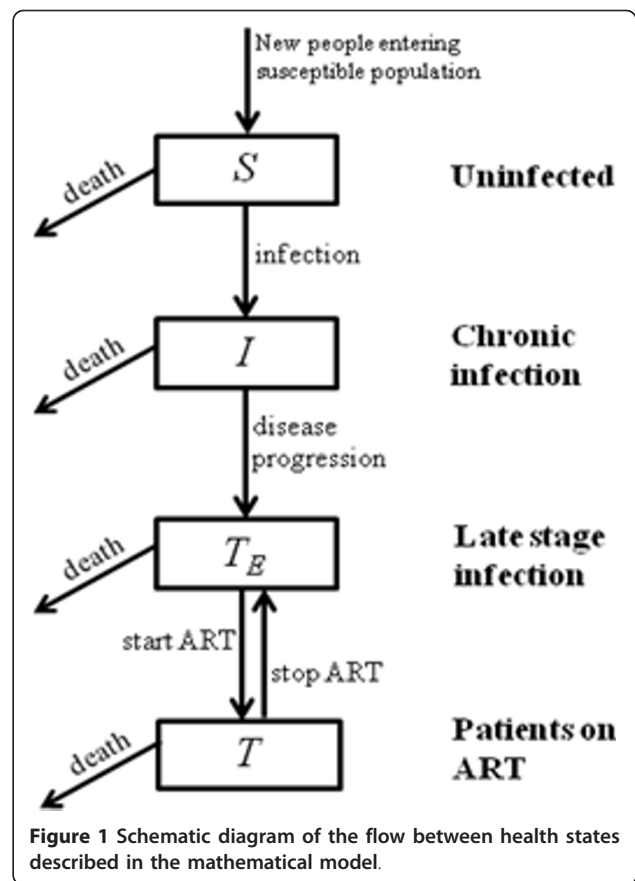 New people entering
susceptible population
S
Uninfected
death
infection
I
Chronic
infection
death
disease
progression
T_E
Late stage
infection
death
start ART
stop ART
T
Patients on
ART
death
Figure 1 Schematic diagram of the flow between health states
described in the mathematical model.